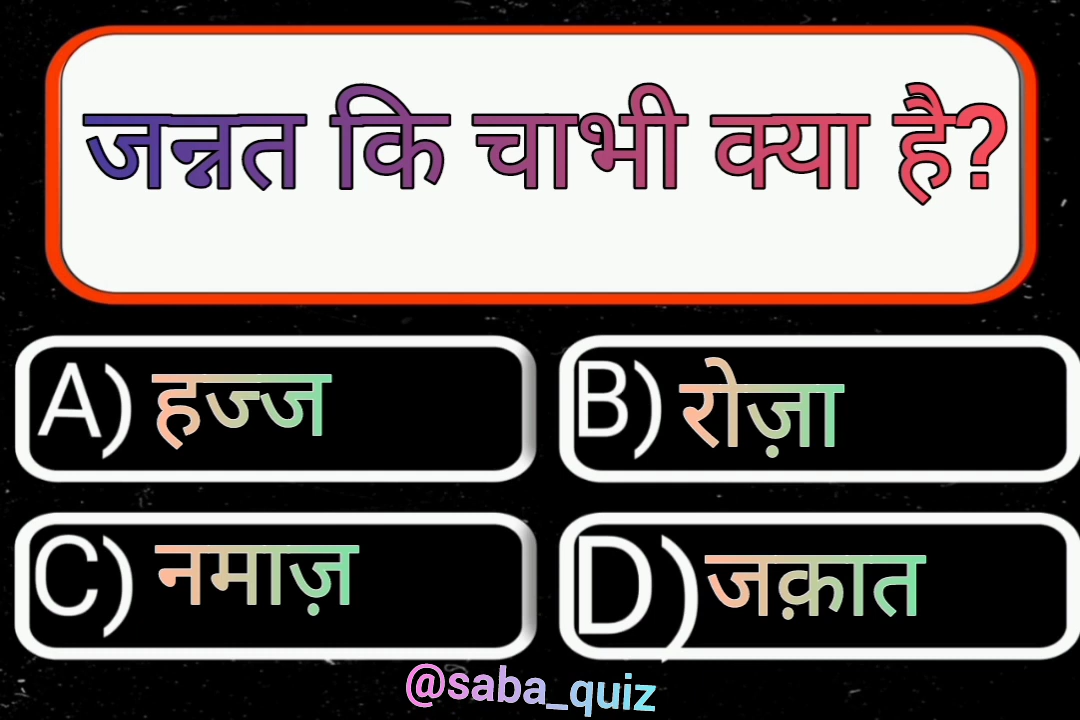 जन्नत कि चाभी क्या है?
A) हज्ज
B) रोज़ा
C) नमाज़
D) जक़ात
@saba_quiz